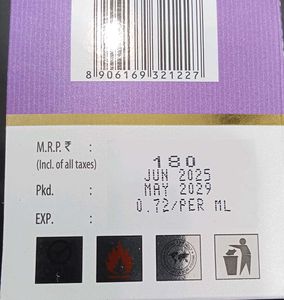 8 906169 321227
M.R.P. ₹ : 180
(Incl. of all taxes) JUN 2025
Pkd. : MAY 2029
0.72/PER ML
EXP. :